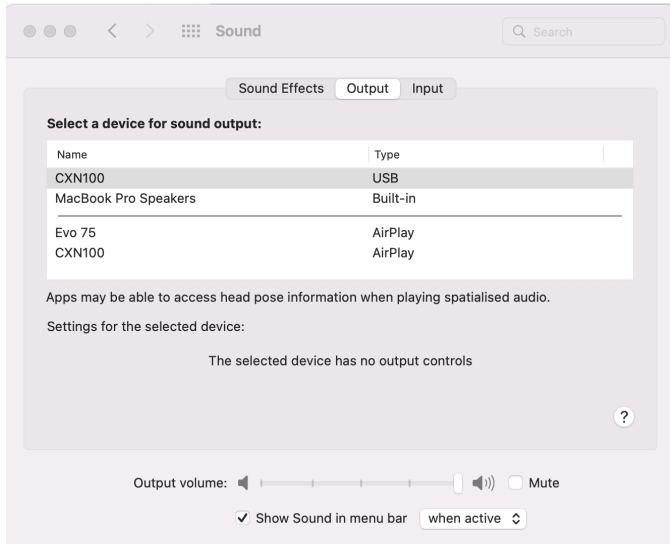 Sound
Search
Sound Effects Output Input
Select a device for sound output:
Name Type
CXN100 USB
MacBook Pro Speakers Built-in
Evo 75 AirPlay
CXN100 AirPlay
Apps may be able to access head pose information when playing spatialised audio.
Settings for the selected device:
The selected device has no output controls
?
Output volume: Mute
Show Sound in menu bar when active